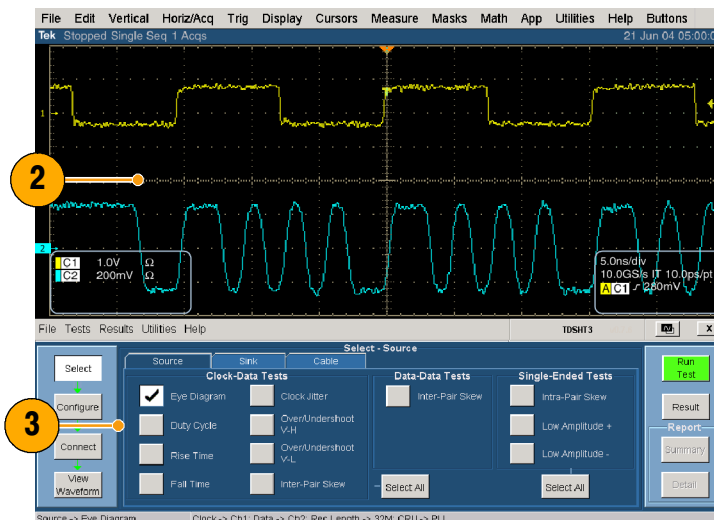 File Edit Vertical Horiz/Acq Trig Display Cursors Measure Masks Math App Utilities Help Buttons
Tek Stopped Single Seq 1 Acqs 21 Jun 04 05:00:0
1
2
2
C1 1.0V Ω
C2 200mV Ω
5.0ns/div
10.0GS/s IT 10.0ps/pt
A C1 280mV
File Tests Results Utilities Help TDSHT3 x
Select - Source
Select
Configure
Connect
View
Waveform
3
Source Sink Cable
Clock-Data Tests
Eye Diagram
Clock Jitter
Duty Cycle
Over/Undershoot
V-H
Rise Time
Over/Undershoot
V-L
Fall Time
Inter-Pair Skew
Data-Data Tests
Inter-Pair Skew
Select All
Single-Ended Tests
Intra-Pair Skew
Low Amplitude +
Low Amplitude -
Select All
Run
Test
Result
Report
Summary
Detail
Source -> Eye Diagram Clock -> Ch1: Data -> Ch2: Rec Length -> 32M: CRU -> PLL